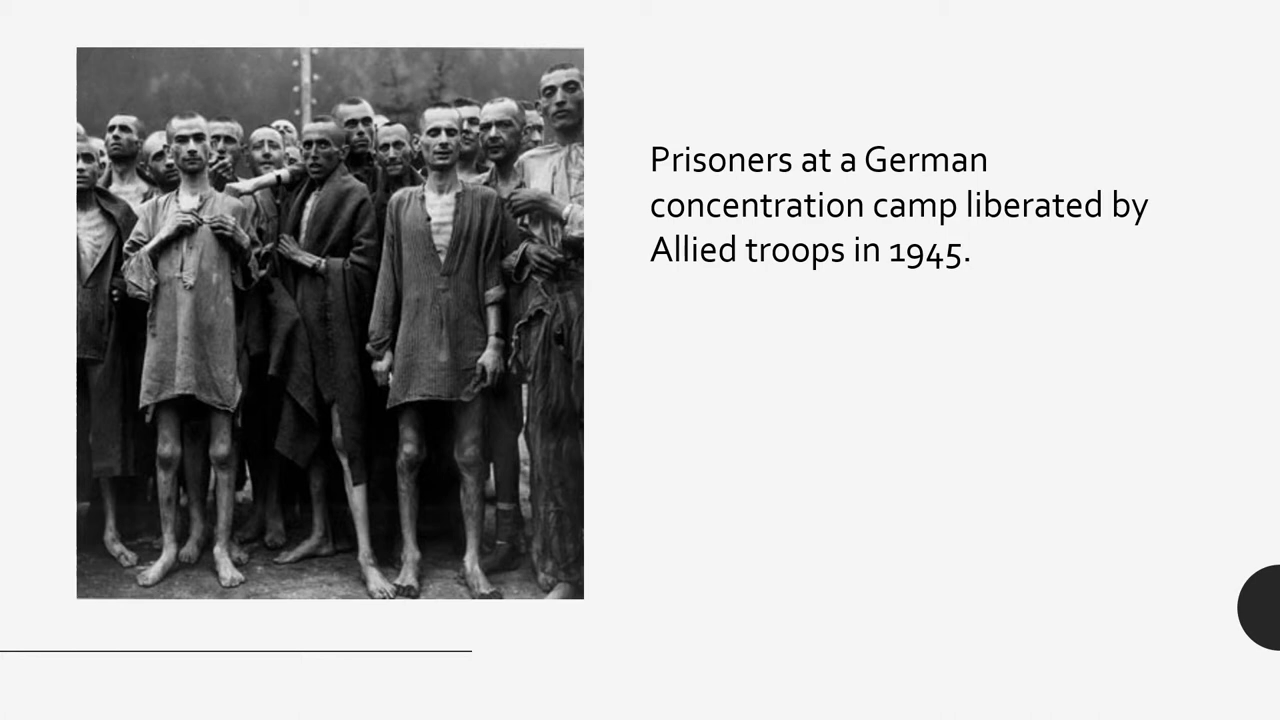 Prisoners at a German
concentration camp liberated by
Allied troops in 1945.